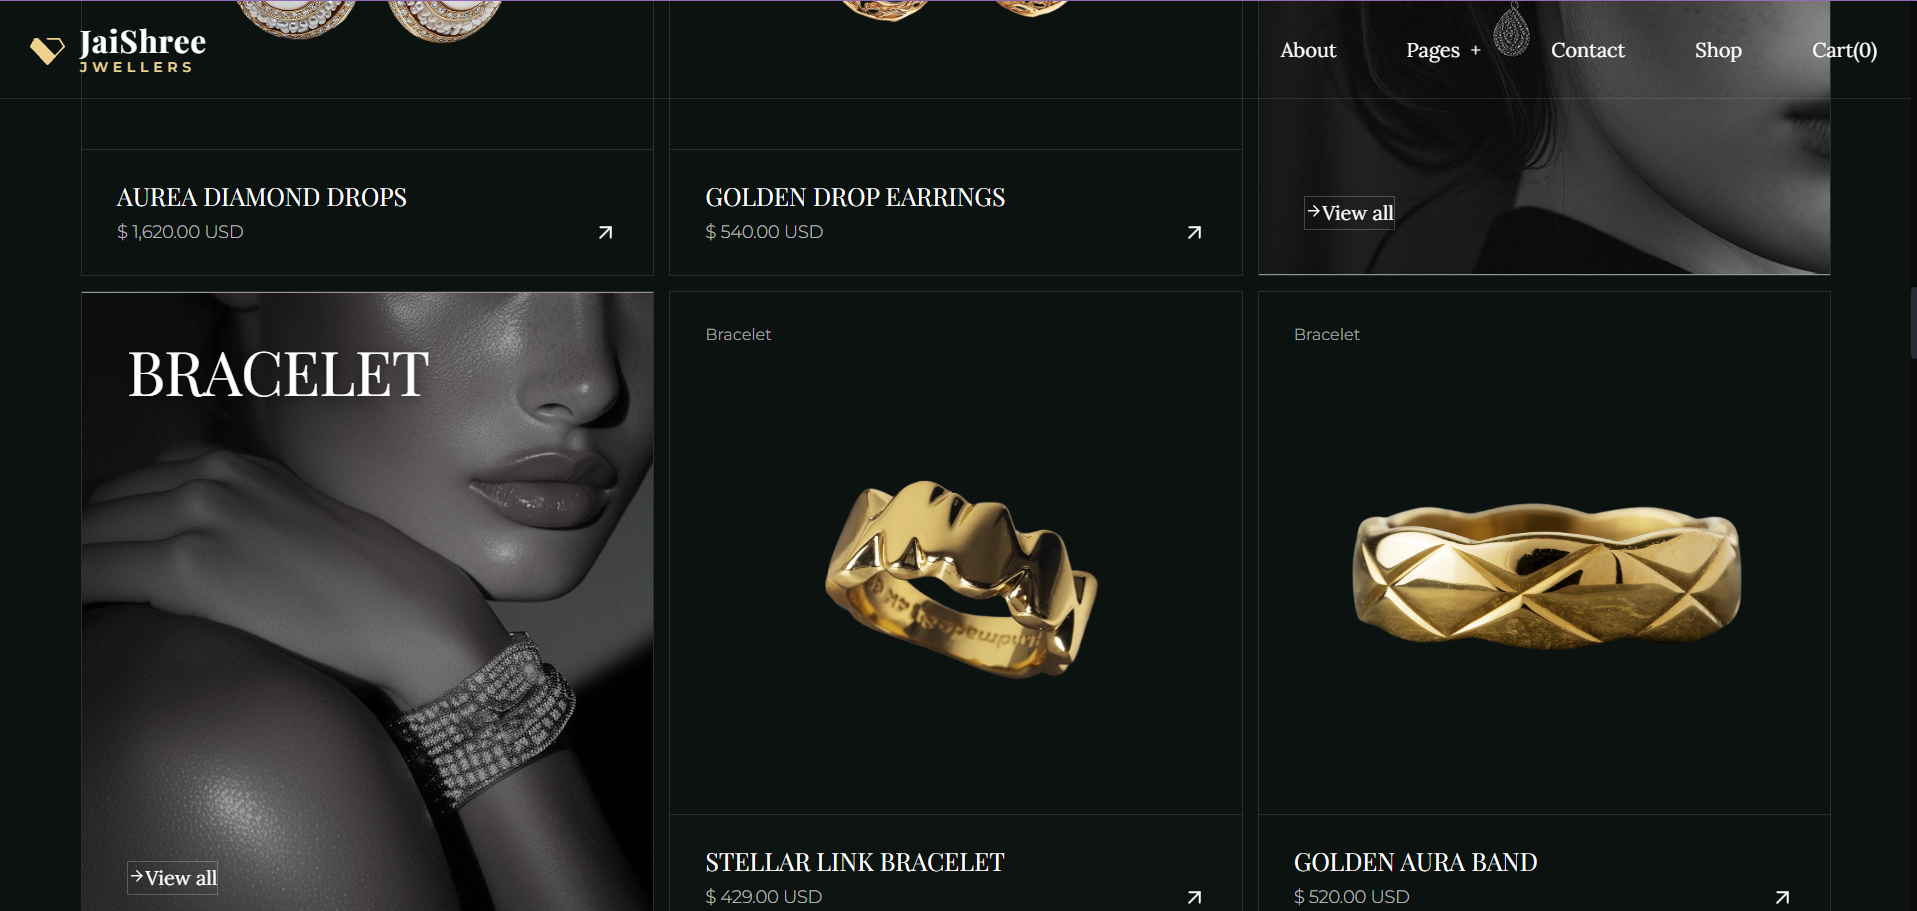 JaiShree
JWELLERS
About
Pages +
Contact
Shop
Cart(0)
AUREA DIAMOND DROPS
$ 1,620.00 USD
GOLDEN DROP EARRINGS
$ 540.00 USD
→View all
BRACELET
→View all
Bracelet
STELLAR LINK BRACELET
$ 429.00 USD
Bracelet
GOLDEN AURA BAND
$ 520.00 USD